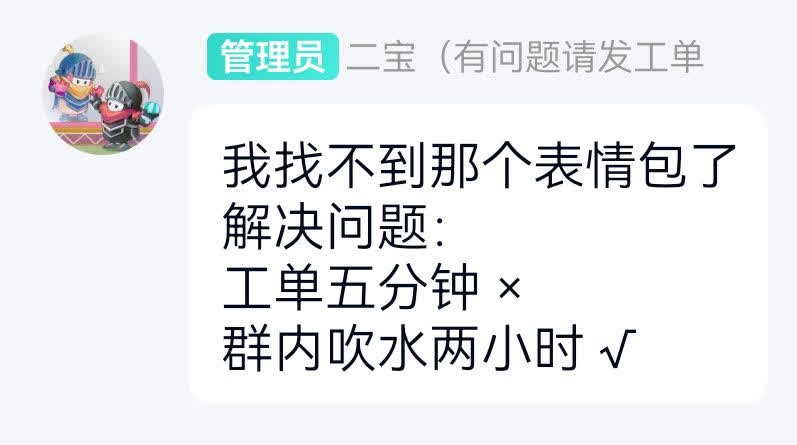 管理员 二宝（有问题请发工单
我找不到那个表情包了
解决问题：
工单五分钟 ×
群内吹水两小时 √